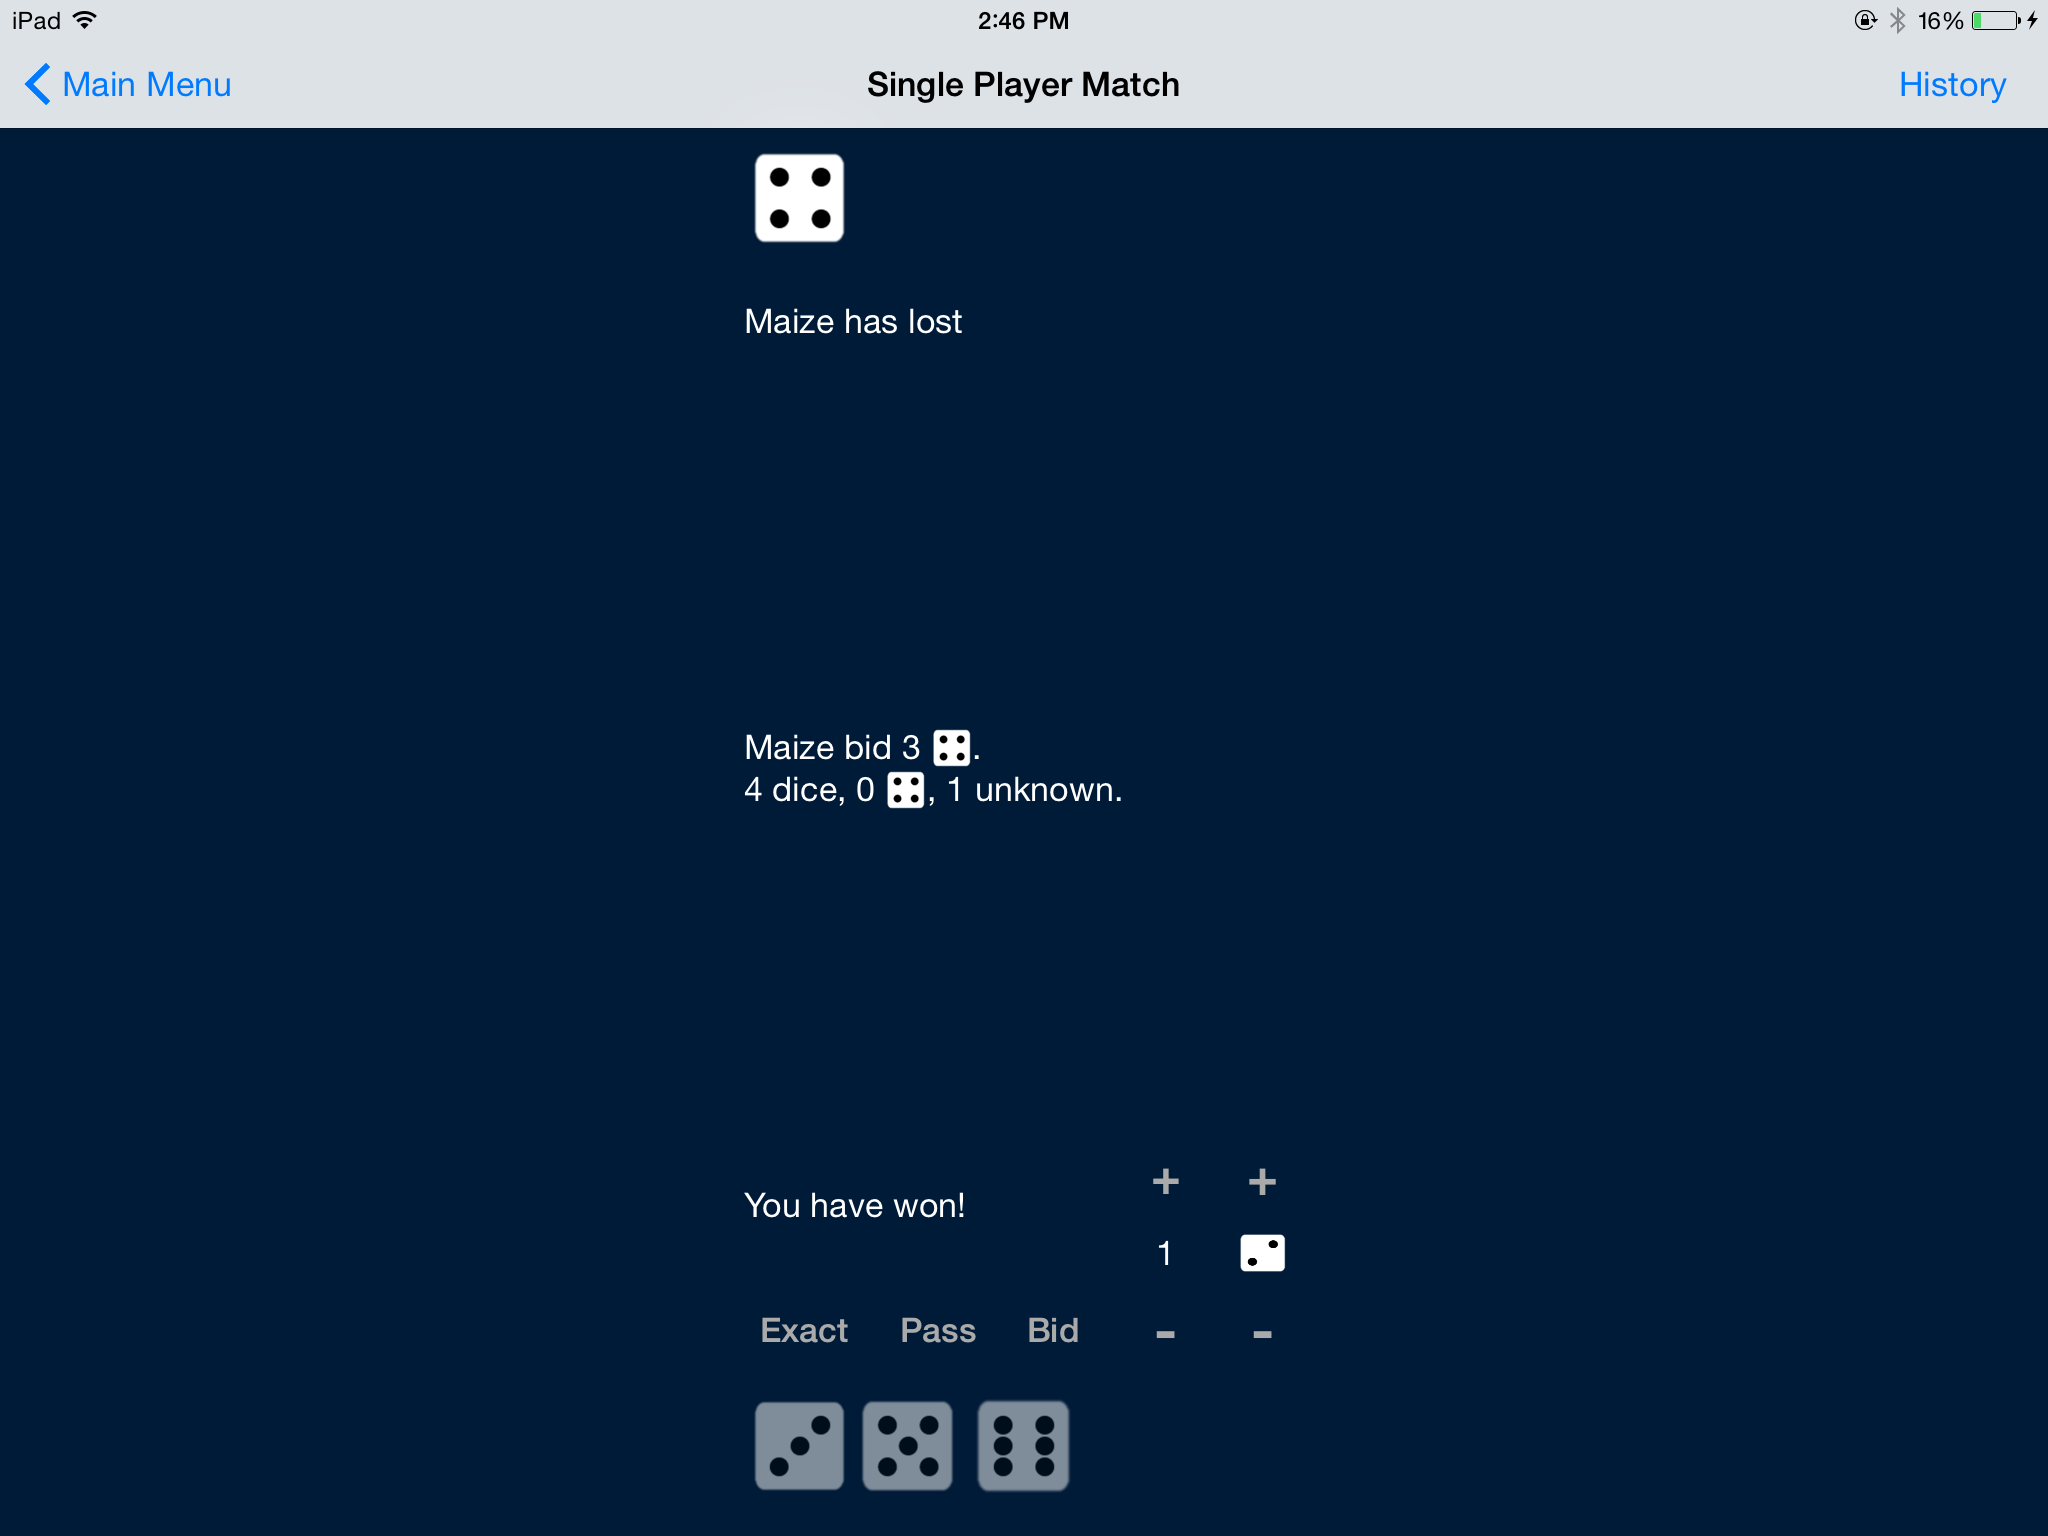 iPad 2:46 PM 16%
Main Menu Single Player Match History
Maize has lost
Maize bid 3 .
4 dice, 0 , 1 unknown.
You have won!
+ +
1
Exact Pass Bid - -